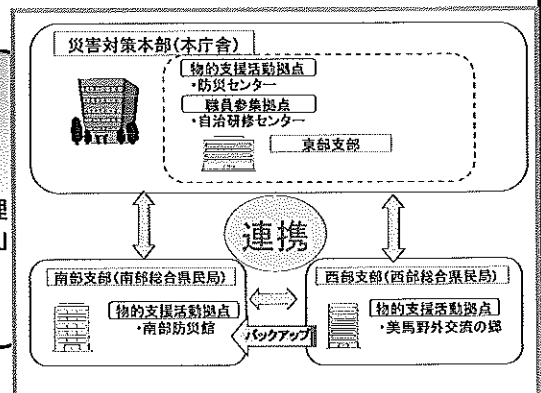 災害対策本部(本庁舎)
物的支援活動拠点
・防災センター
職員参集拠点
・自治研修センター
東部支部
連携
南部支部(南部総合県民局)
物的支援活動拠点
・南部防災館
西部支部(西部総合県民局)
物的支援活動拠点
・美馬野外交流の郷
バックアップ
理